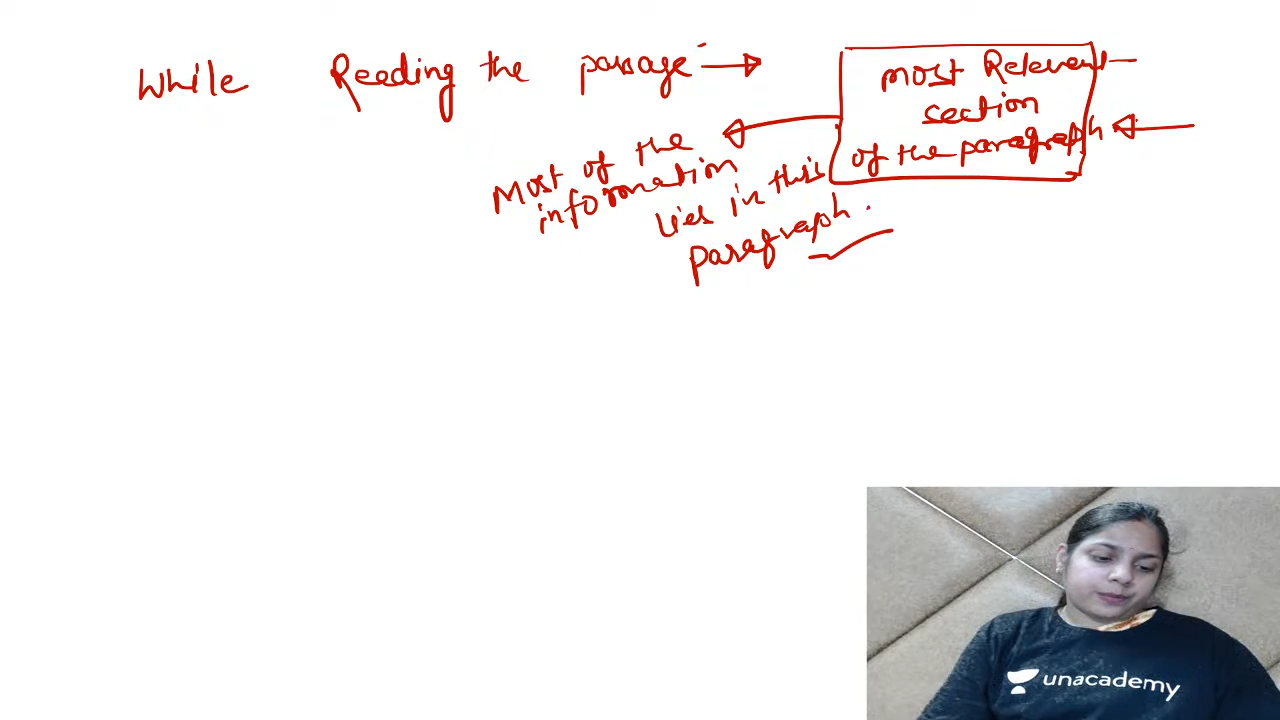 While Reading the passage
most Relevant
section
of the paragraph
Most of the
information
lies in this
paragraph.
unacademy